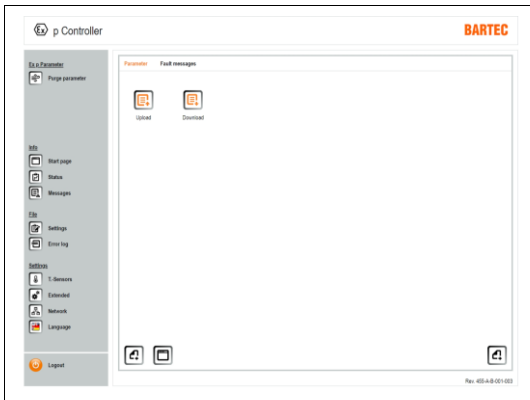 Ex p Controller
BARTEC
Ex p Parameter
Purge parameter
Info
Start page
Status
Messages
File
Settings
Error log
Settings
T.-Sensors
Extended
Network
Language
Logout
Parameter Fault messages
Upload Download
Rev. 4S5-A-B-001-003